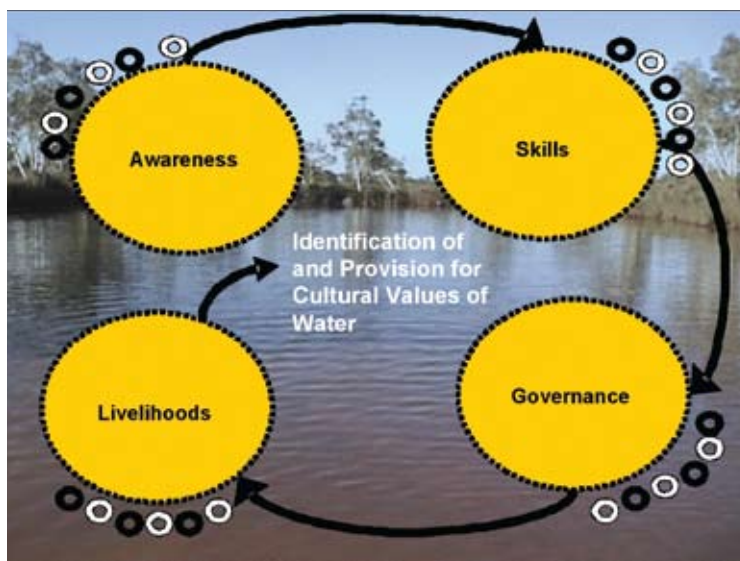 Awareness
Skills
Identification of
and Provision for
Cultural Values of
Water
Livelihoods
Governance